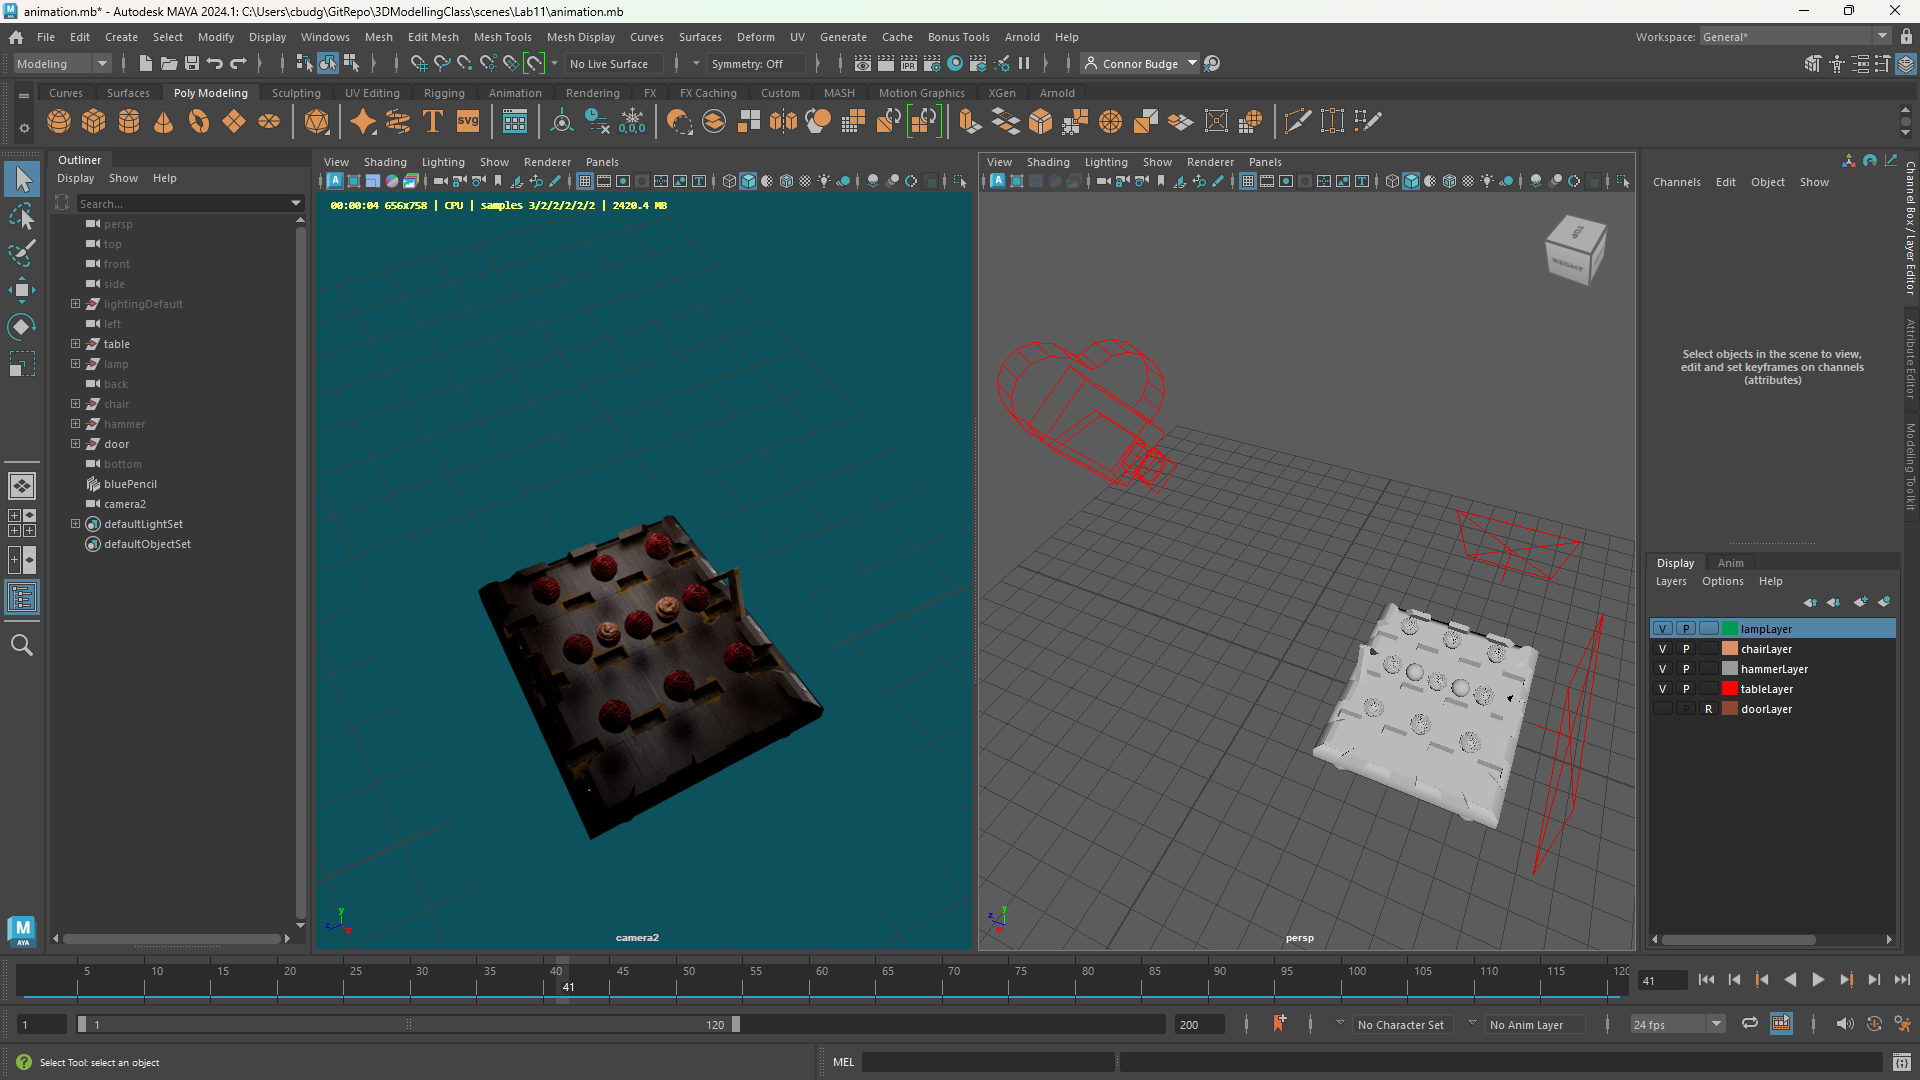 animation.mb* - Autodesk MAYA 2024.1: C:\Users\cbudg\GitRepo\3DModellingClass\scenes\Lab11\animation.mb
File Edit Create Select Modify Display Windows Mesh Edit Mesh Mesh Tools Mesh Display Curves Surfaces Deform UV Generate Cache Bonus Tools Arnold Help
Workspace: General*
Modeling
No Live Surface
Symmetry: Off
Connor Budge
Curves Surfaces Poly Modeling Sculpting UV Editing Rigging Animation Rendering FX FX Caching Custom MASH Motion Graphics XGen Arnold
Outliner
Display Show Help
Search...
persp
top
front
side
lightingDefault
left
table
lamp
back
chair
hammer
door
bottom
bluePencil
camera2
defaultLightSet
defaultObjectSet
View Shading Lighting Show Renderer Panels
00:00:04 656x758 | CPU | samples 3/2/2/2/2/2 | 2420.4 MB
camera2
View Shading Lighting Show Renderer Panels
TOP
RIGHT
persp
Channels Edit Object Show
Select objects in the scene to view,
edit and set keyframes on channels
(attributes)
Channel Box / Layer Editor
Attribute Editor
Modeling Toolkit
Display Anim
Layers Options Help
V P lampLayer
V P chairLayer
V P hammerLayer
V P tableLayer
P R doorLayer
5 10 15 20 25 30 35 40 45 50 55 60 65 70 75 80 85 90 95 100 105 110 115 120
41
41
1
1
120
200
No Character Set
No Anim Layer
24 fps
Select Tool: select an object
MEL